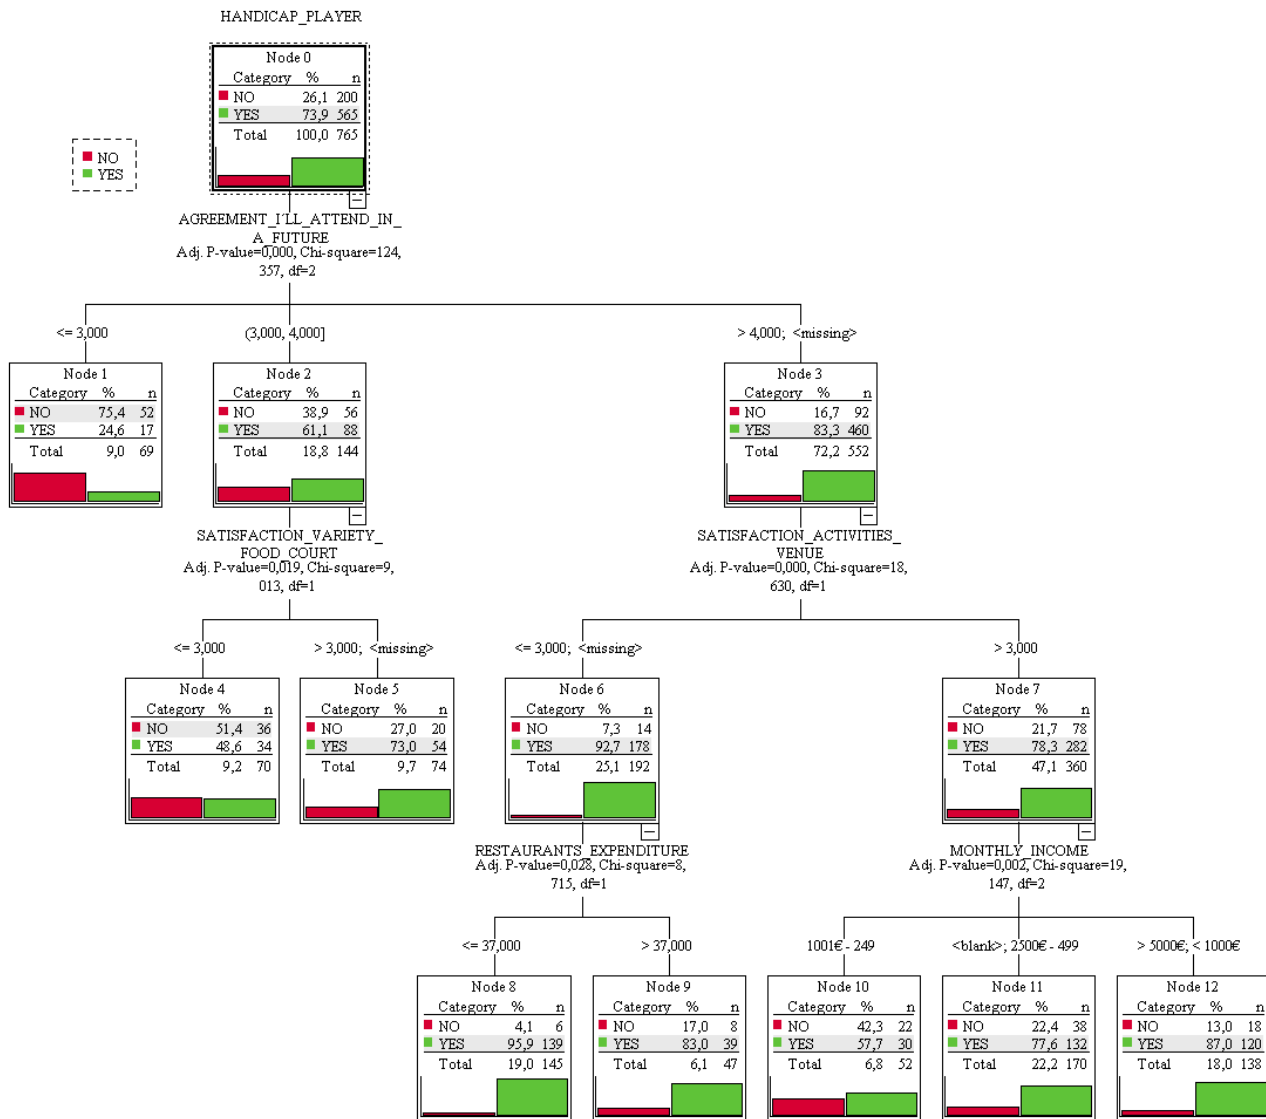 HANDICAP_PLAYER
Node 0
Category % n
NO 26,1 200
YES 73,9 565
Total 100,0 765
NO
YES
AGREEMENT_I´LL_ATTEND_IN_
A_FUTURE
Adj. P-value=0,000, Chi-square=124,
357, df=2
<= 3,000
(3,000, 4,000]
> 4,000; <missing>
Node 1
Category % n
NO 75,4 52
YES 24,6 17
Total 9,0 69
Node 2
Category % n
NO 38,9 56
YES 61,1 88
Total 18,8 144
Node 3
Category % n
NO 16,7 92
YES 83,3 460
Total 72,2 552
SATISFACTION_VARIETY_
FOOD_COURT
Adj. P-value=0,019, Chi-square=9,
013, df=1
SATISFACTION_ACTIVITIES_
VENUE
Adj. P-value=0,000, Chi-square=18,
630, df=1
<= 3,000
> 3,000; <missing>
<= 3,000; <missing>
> 3,000
Node 4
Category % n
NO 51,4 36
YES 48,6 34
Total 9,2 70
Node 5
Category % n
NO 27,0 20
YES 73,0 54
Total 9,7 74
Node 6
Category % n
NO 7,3 14
YES 92,7 178
Total 25,1 192
Node 7
Category % n
NO 21,7 78
YES 78,3 282
Total 47,1 360
RESTAURANTS_EXPENDITURE
Adj. P-value=0,028, Chi-square=8,
715, df=1
MONTHLY_INCOME
Adj. P-value=0,002, Chi-square=19,
147, df=2
<= 37,000
> 37,000
1001€ - 249
<blank>; 2500€ - 499
> 5000€; < 1000€
Node 8
Category % n
NO 4,1 6
YES 95,9 139
Total 19,0 145
Node 9
Category % n
NO 17,0 8
YES 83,0 39
Total 6,1 47
Node 10
Category % n
NO 42,3 22
YES 57,7 30
Total 6,8 52
Node 11
Category % n
NO 22,4 38
YES 77,6 132
Total 22,2 170
Node 12
Category % n
NO 13,0 18
YES 87,0 120
Total 18,0 138